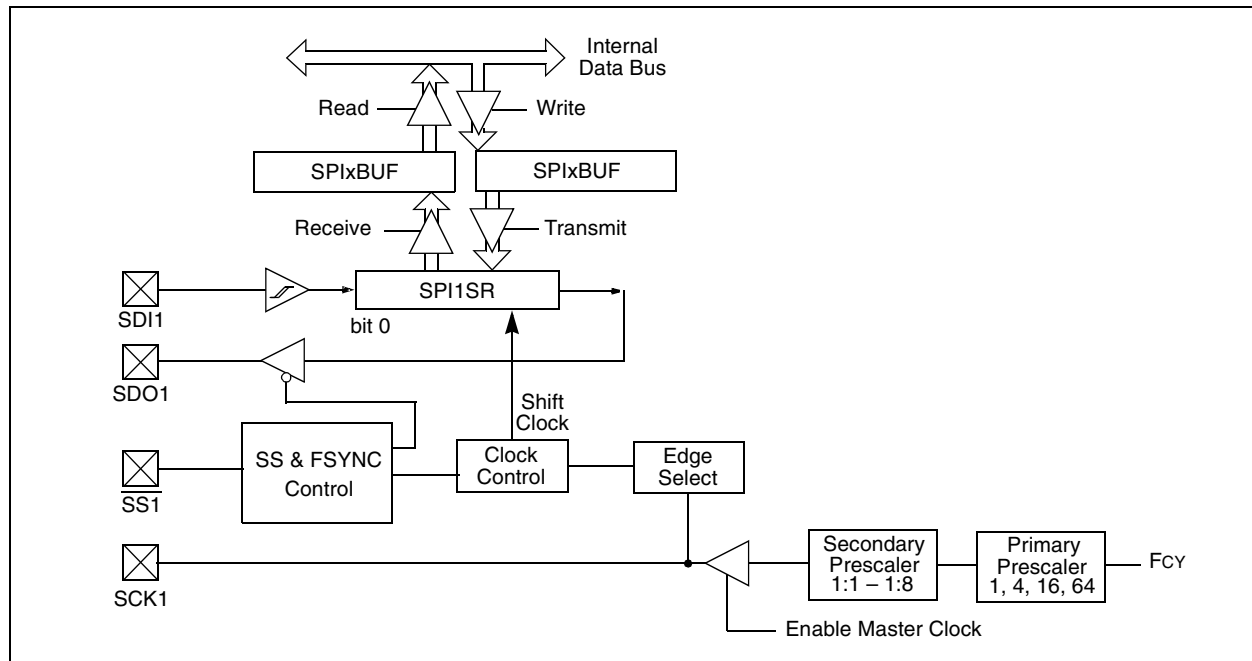 Internal
Data Bus
Read
Write
SPIxBUF
SPIxBUF
Receive
Transmit
SDI1
SPI1SR
bit 0
SDO1
Shift
Clock
SS & FSYNC
Control
Clock
Control
Edge
Select
SS1
Secondary
Prescaler
1:1 – 1:8
Primary
Prescaler
1, 4, 16, 64
FCY
SCK1
Enable Master Clock